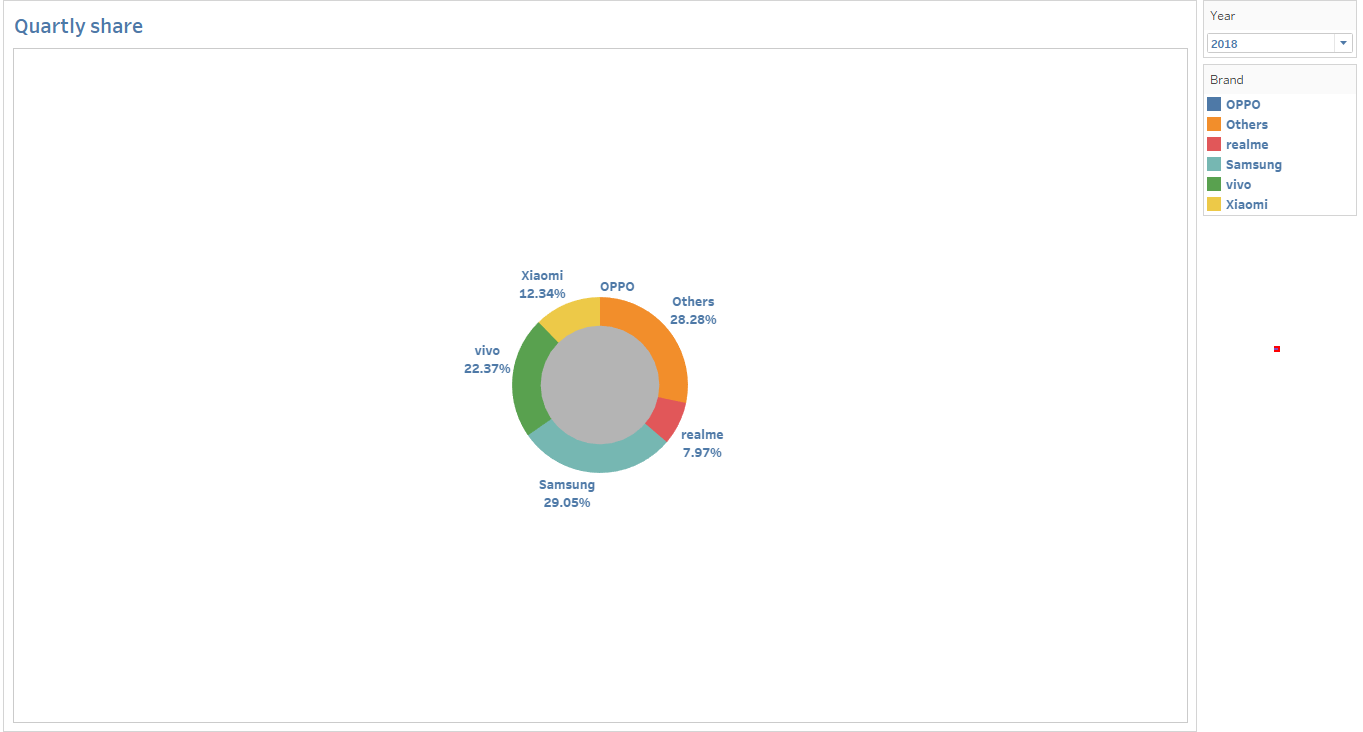 Quartly share
Year
2018
Brand
OPPO
Others
realme
Samsung
vivo
Xiaomi
Xiaomi
12.34%
OPPO
Others
28.28%
vivo
22.37%
realme
7.97%
Samsung
29.05%